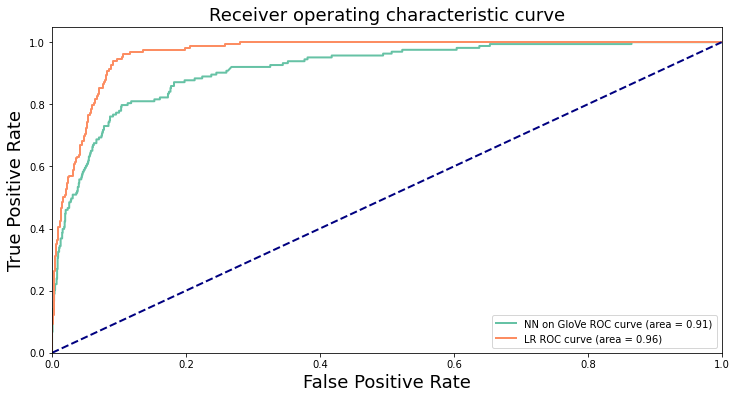 Receiver operating characteristic curve
True Positive Rate
1.0
0.8
0.6
0.4
0.2
0.0
NN on GloVe ROC curve (area = 0.91)
LR ROC curve (area = 0.96)
0.0 0.2 0.4 0.6 0.8 1.0
False Positive Rate